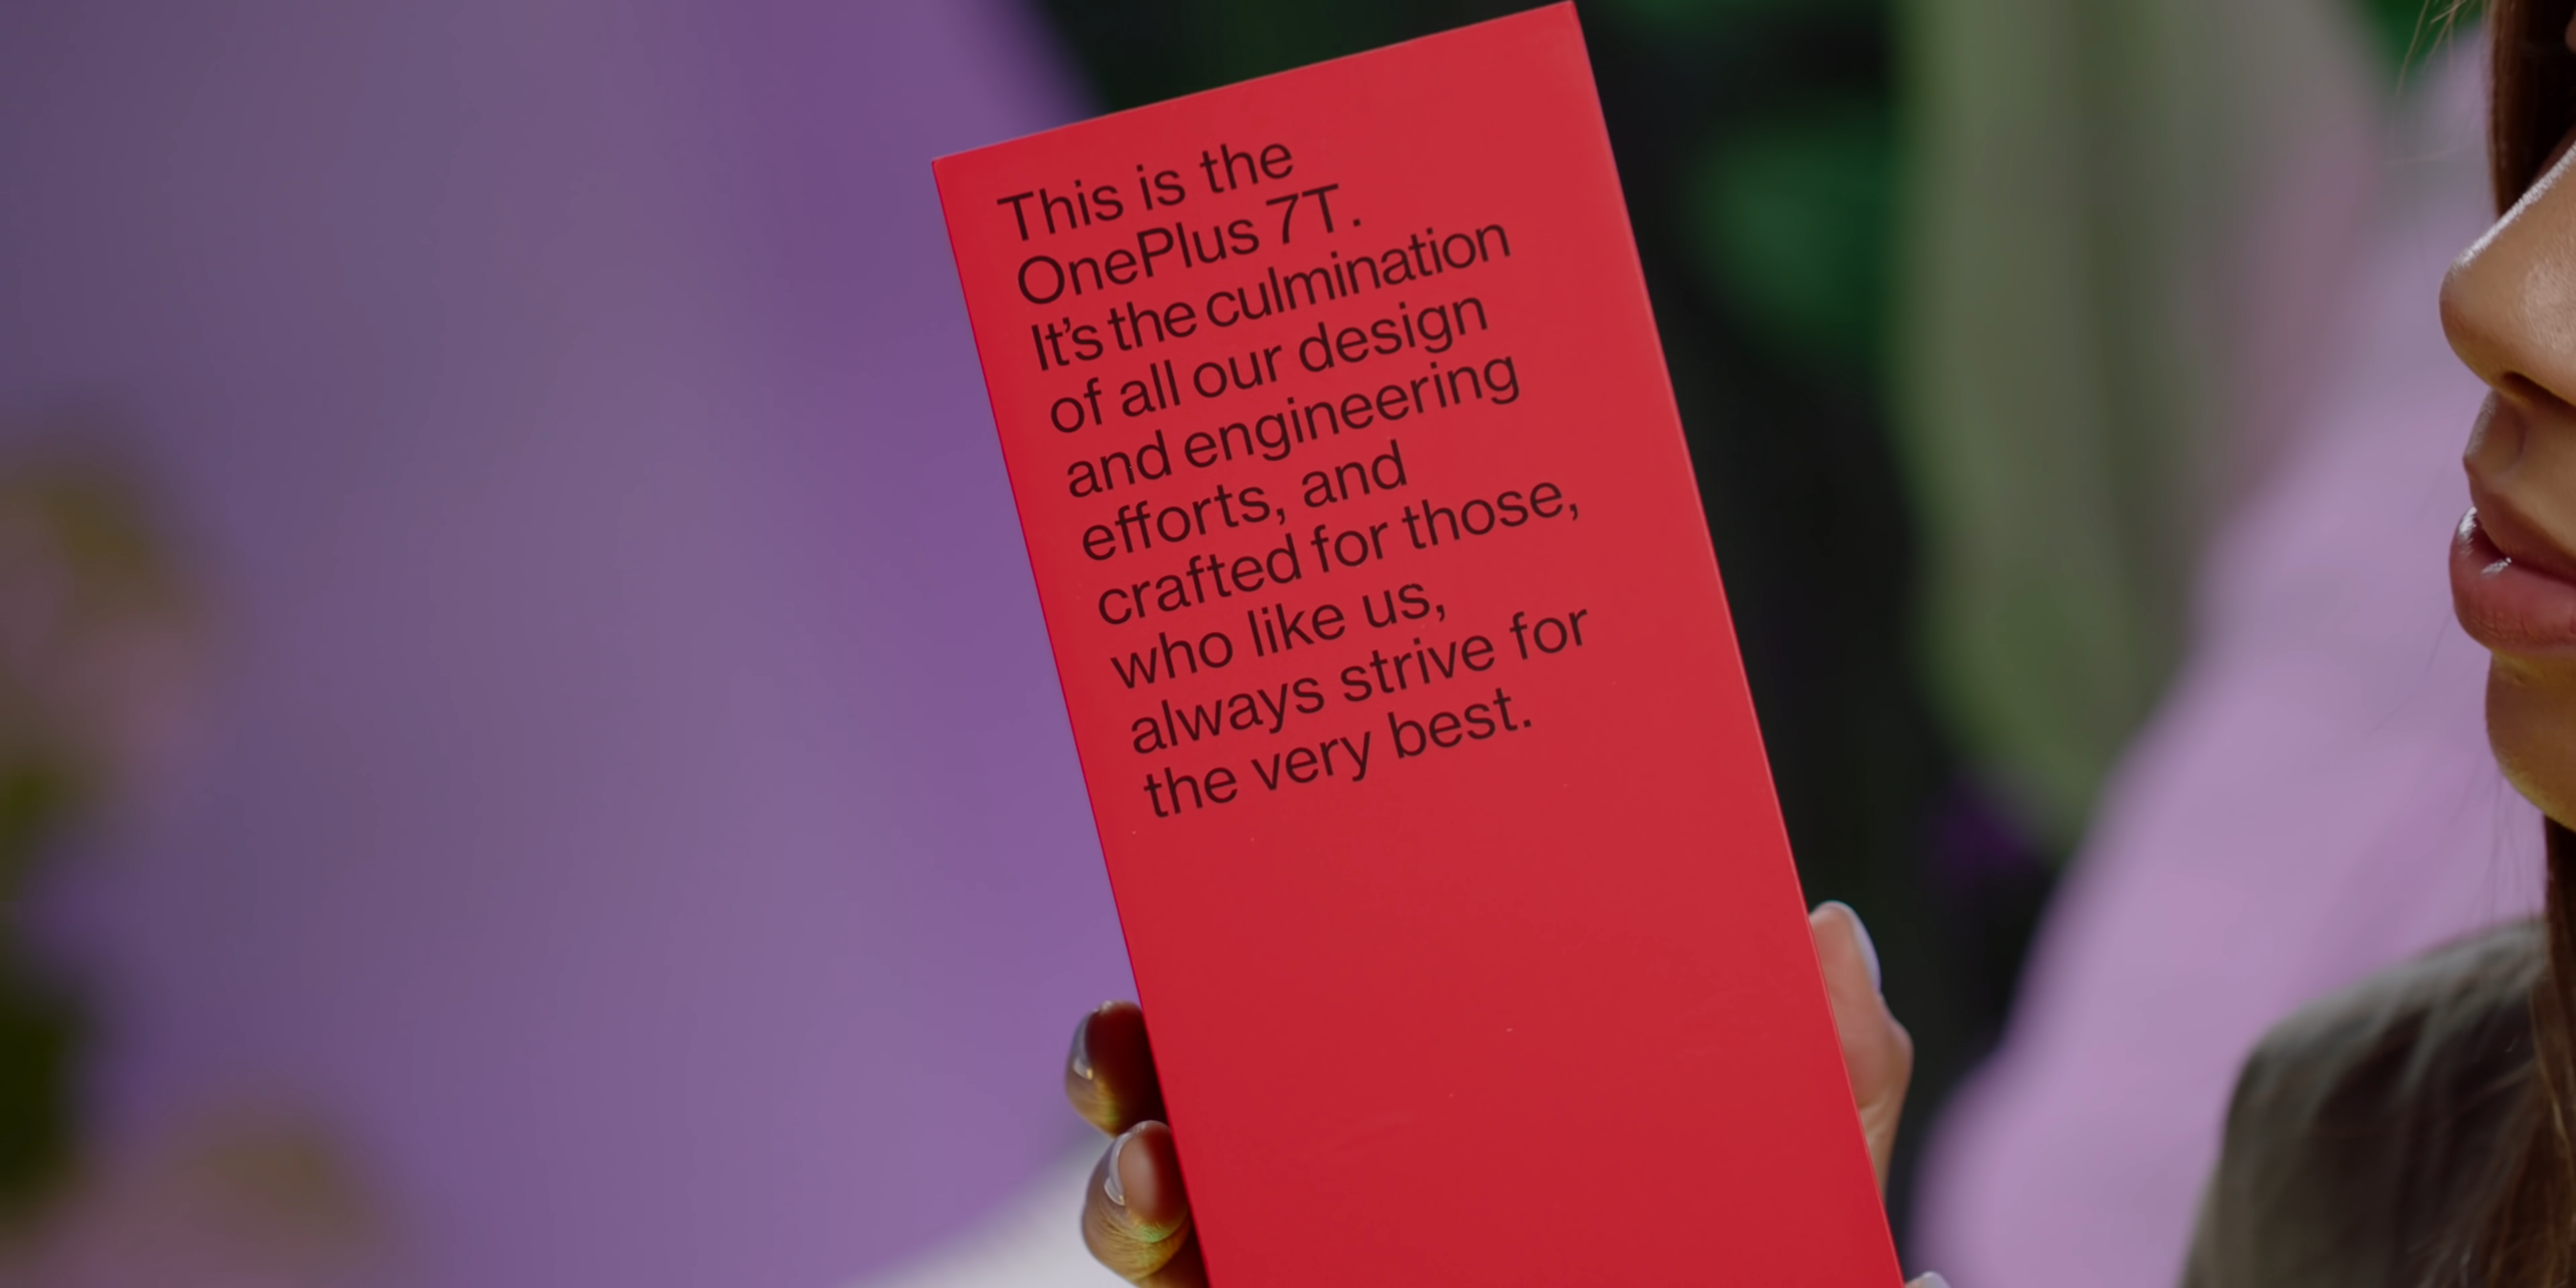 This is the
OnePlus 7T.
It’s the culmination
of all our design
and engineering
efforts, and
crafted for those,
who like us,
always strive for
the very best.